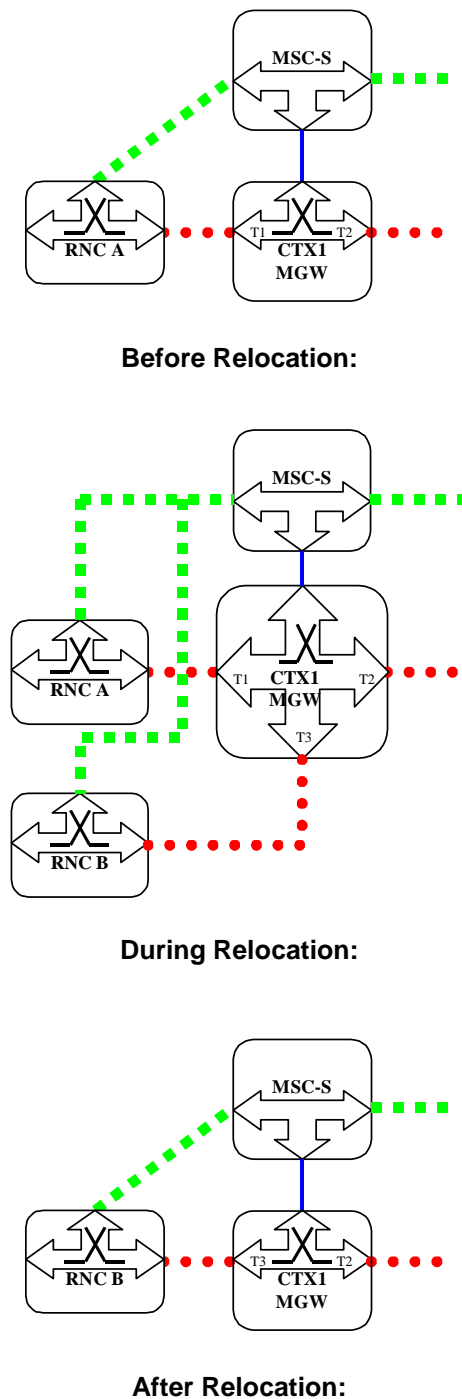 MSC-S
RNC A
T1
T2
CTX1
MGW
Before Relocation:
MSC-S
RNC A
T1
CTX1
T2
MGW
T3
RNC B
During Relocation:
MSC-S
RNC B
T3
T2
CTX1
MGW
After Relocation: